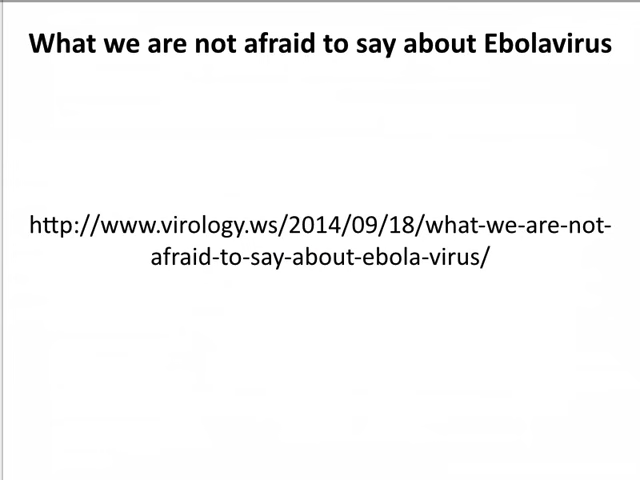 What we are not afraid to say about Ebolavirus
http://www.virology.ws/2014/09/18/what-we-are-not-
afraid-to-say-about-ebola-virus/